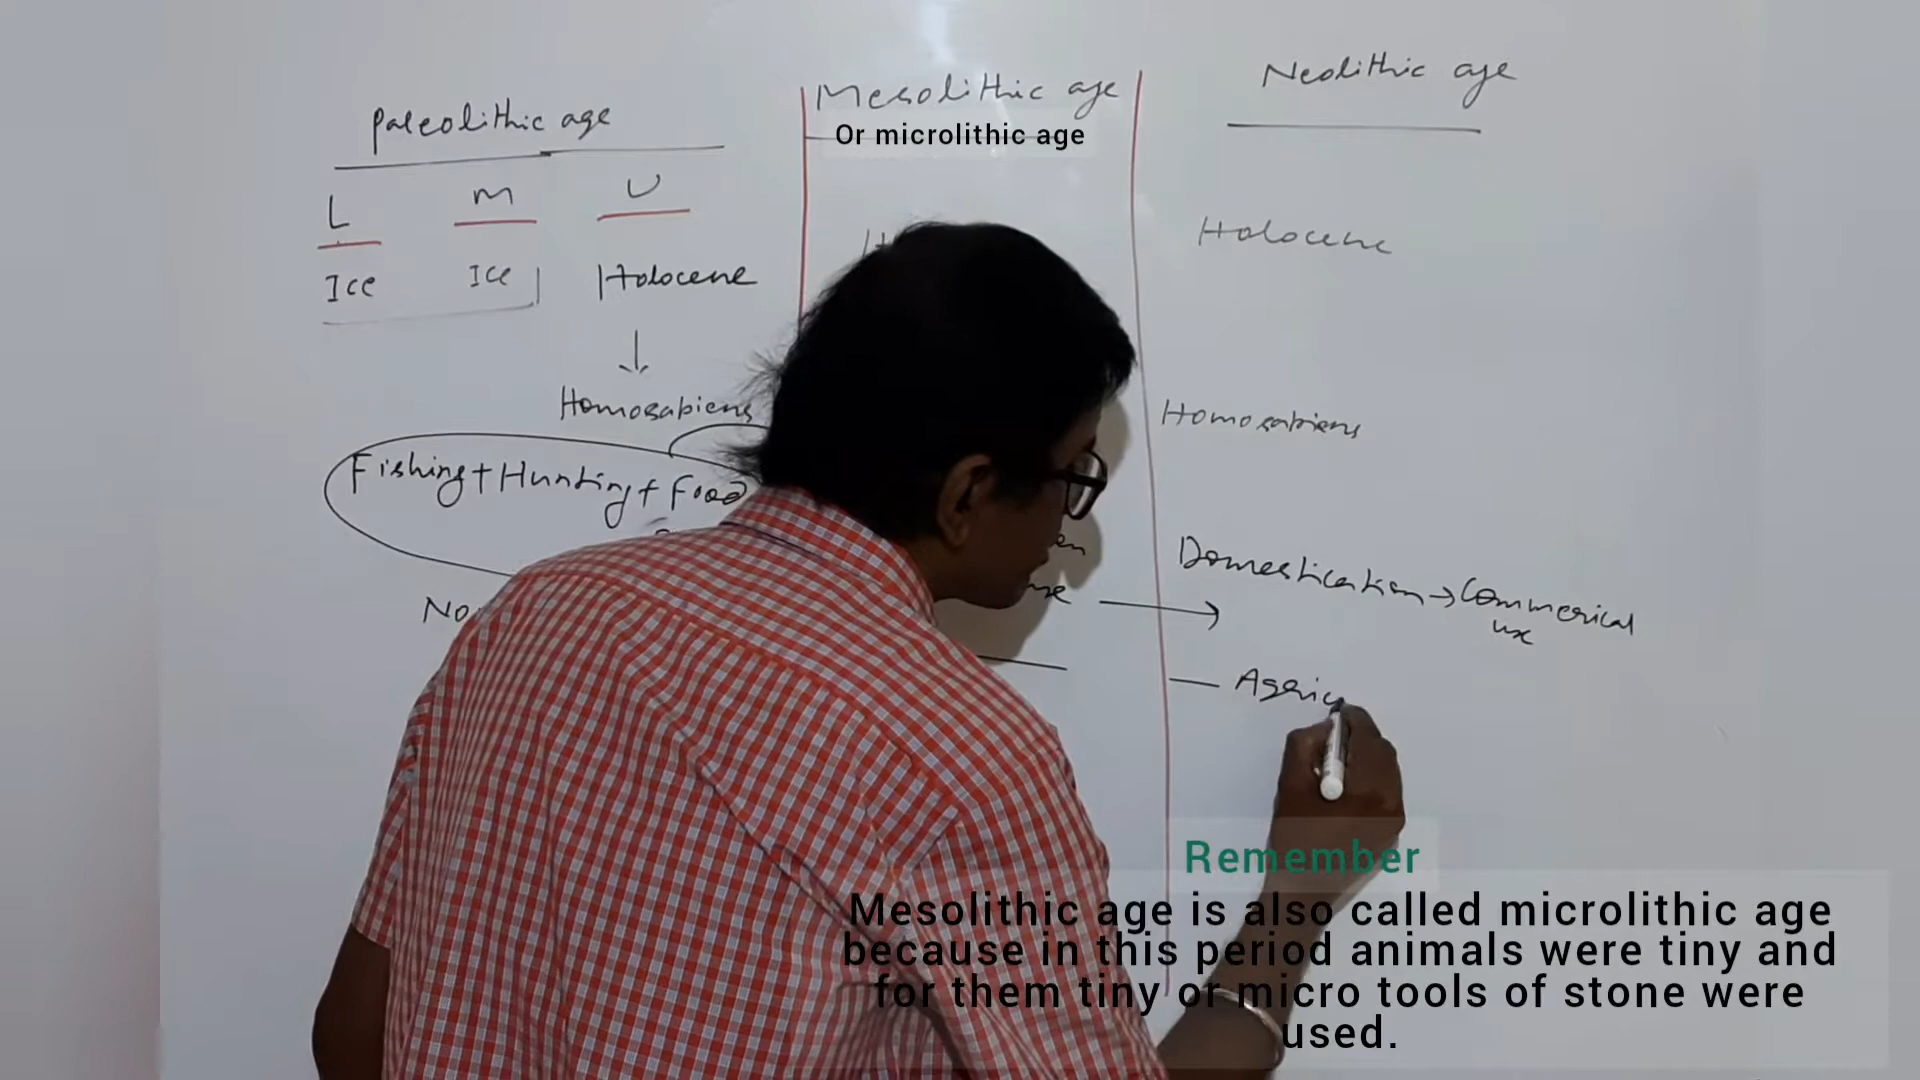 Paleolithic age
L M U
Ice Ice Holocene
Homosabiens
Fishing+Hunting+Food
Mesolithic age
Or microlithic age
Neolithic age
Holocene
Homosabiens
Domestication→Commerical
use
— Agric
Remember
Mesolithic age is also called microlithic age
because in this period animals were tiny and
for them tiny or micro tools of stone were
used.